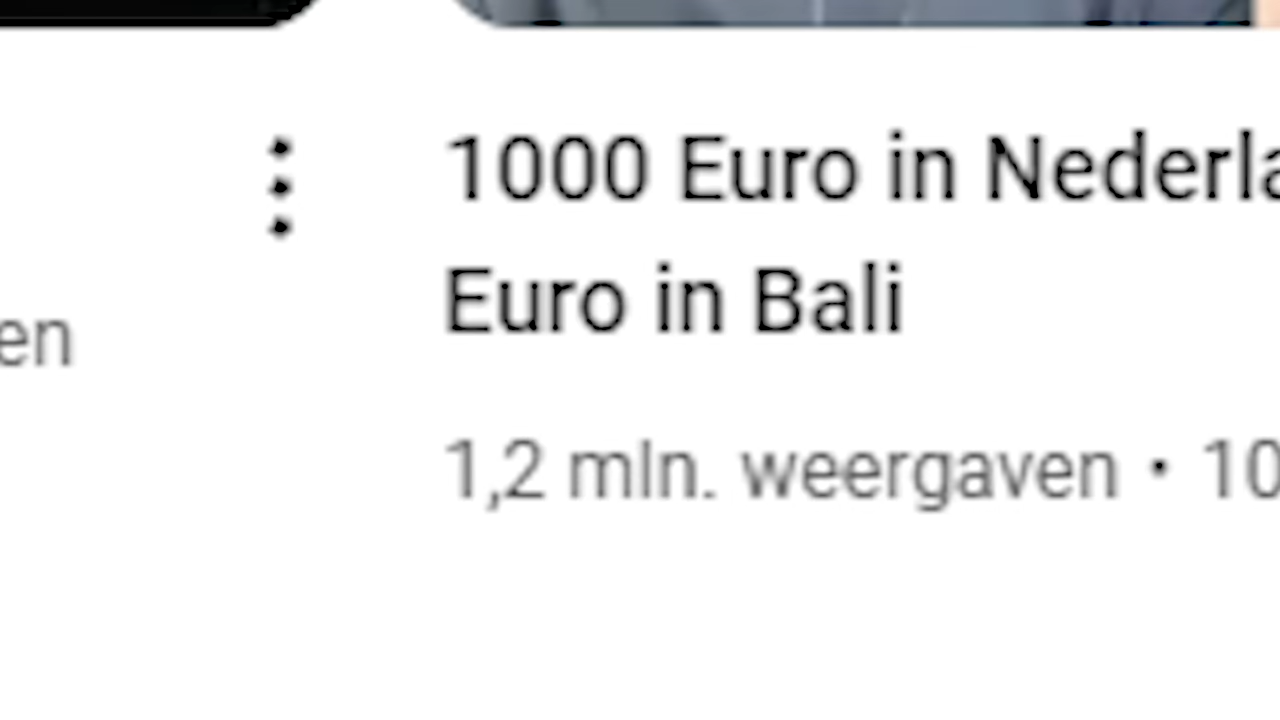 1000 Euro in Nederla
Euro in Bali
en
1,2 mln. weergaven • 10